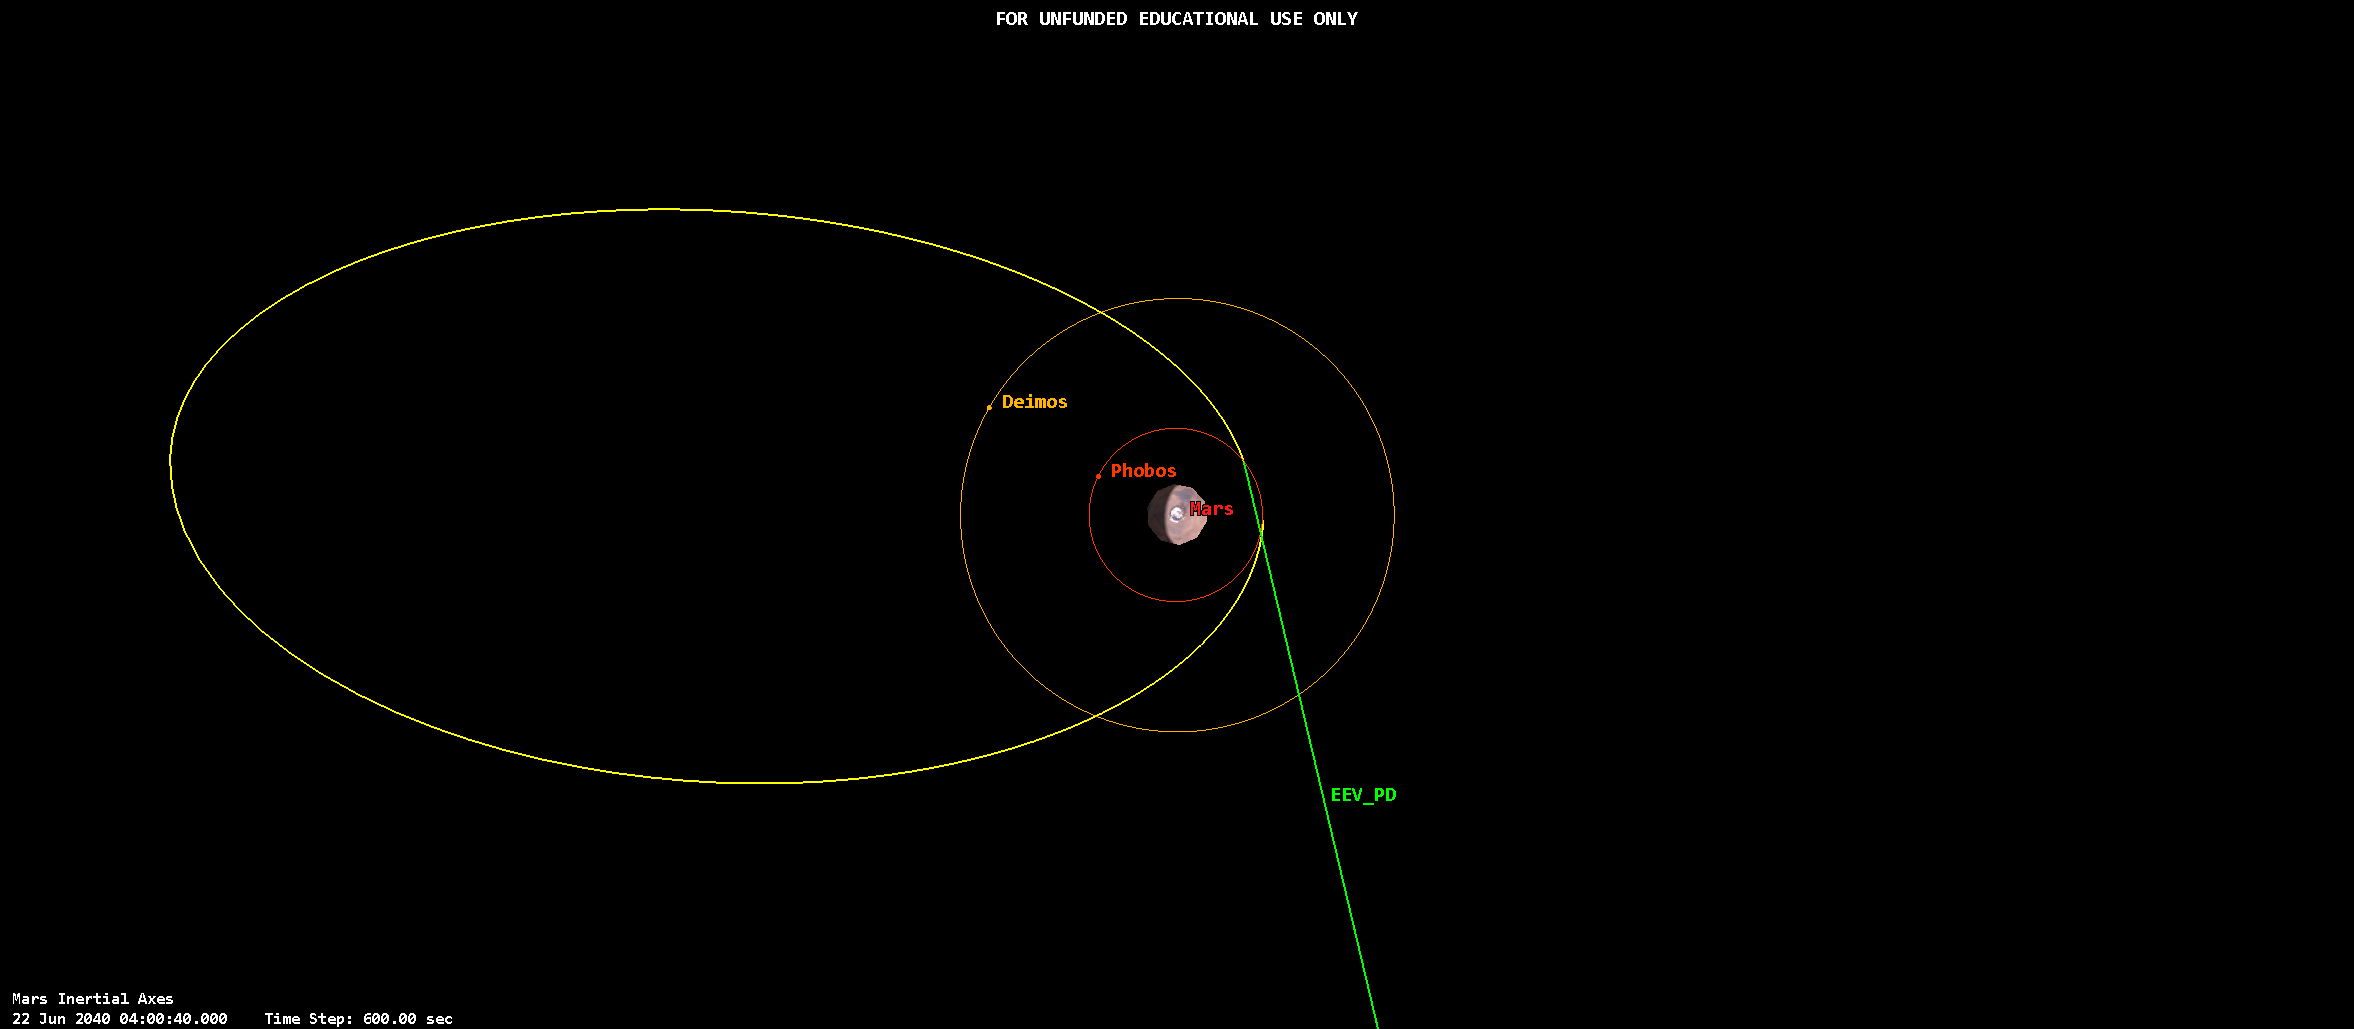 FOR UNFUNDED EDUCATIONAL USE ONLY
Deimos
Phobos
Mars
EEV_PD
Mars Inertial Axes
22 Jun 2040 04:00:40.000    Time Step: 600.00 sec